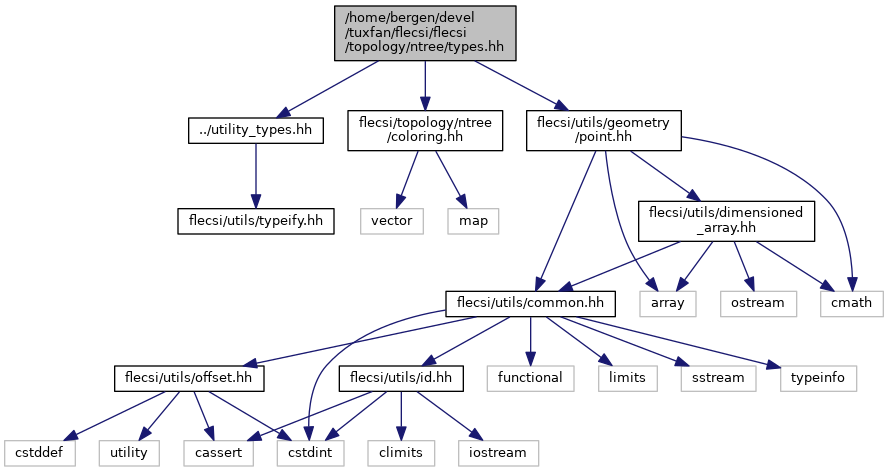 /home/bergen/devel
/tuxfan/flecsi/flecsi
/topology/ntree/types.hh
../utility_types.hh
flecsi/topology/ntree
/coloring.hh
flecsi/utils/geometry
/point.hh
flecsi/utils/typeify.hh
vector
map
flecsi/utils/dimensioned
_array.hh
flecsi/utils/common.hh
array
ostream
cmath
flecsi/utils/offset.hh
flecsi/utils/id.hh
functional
limits
sstream
typeinfo
cstddef
utility
cassert
cstdint
climits
iostream